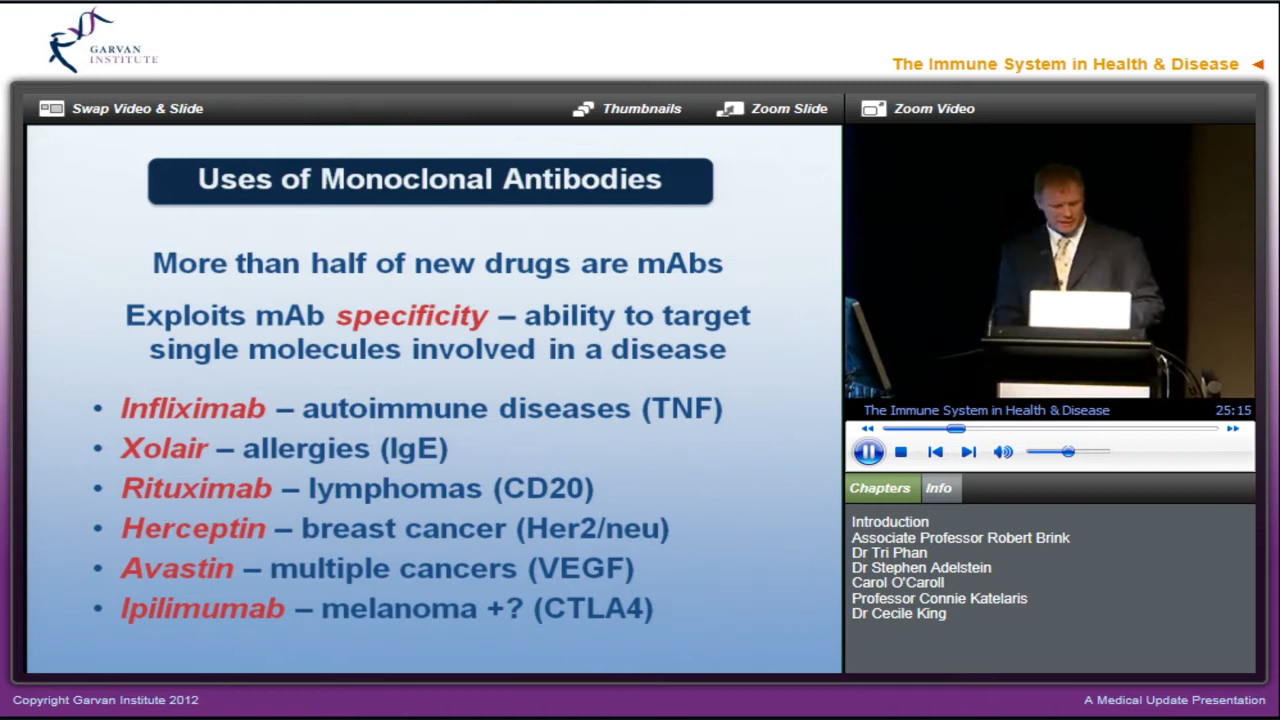 GARVAN
INSTITUTE
The Immune System in Health & Disease
Swap Video & Slide
Thumbnails
Zoom Slide
Zoom Video
Uses of Monoclonal Antibodies
More than half of new drugs are mAbs
Exploits mAb specificity – ability to target
single molecules involved in a disease
• Infliximab – autoimmune diseases (TNF)
• Xolair – allergies (IgE)
• Rituximab – lymphomas (CD20)
• Herceptin – breast cancer (Her2/neu)
• Avastin – multiple cancers (VEGF)
• Ipilimumab – melanoma +? (CTLA4)
The Immune System in Health & Disease 25:15
Chapters Info
Introduction
Associate Professor Robert Brink
Dr Tri Phan
Dr Stephen Adelstein
Carol O'Caroll
Professor Connie Katelaris
Dr Cecile King
Copyright Garvan Institute 2012
A Medical Update Presentation